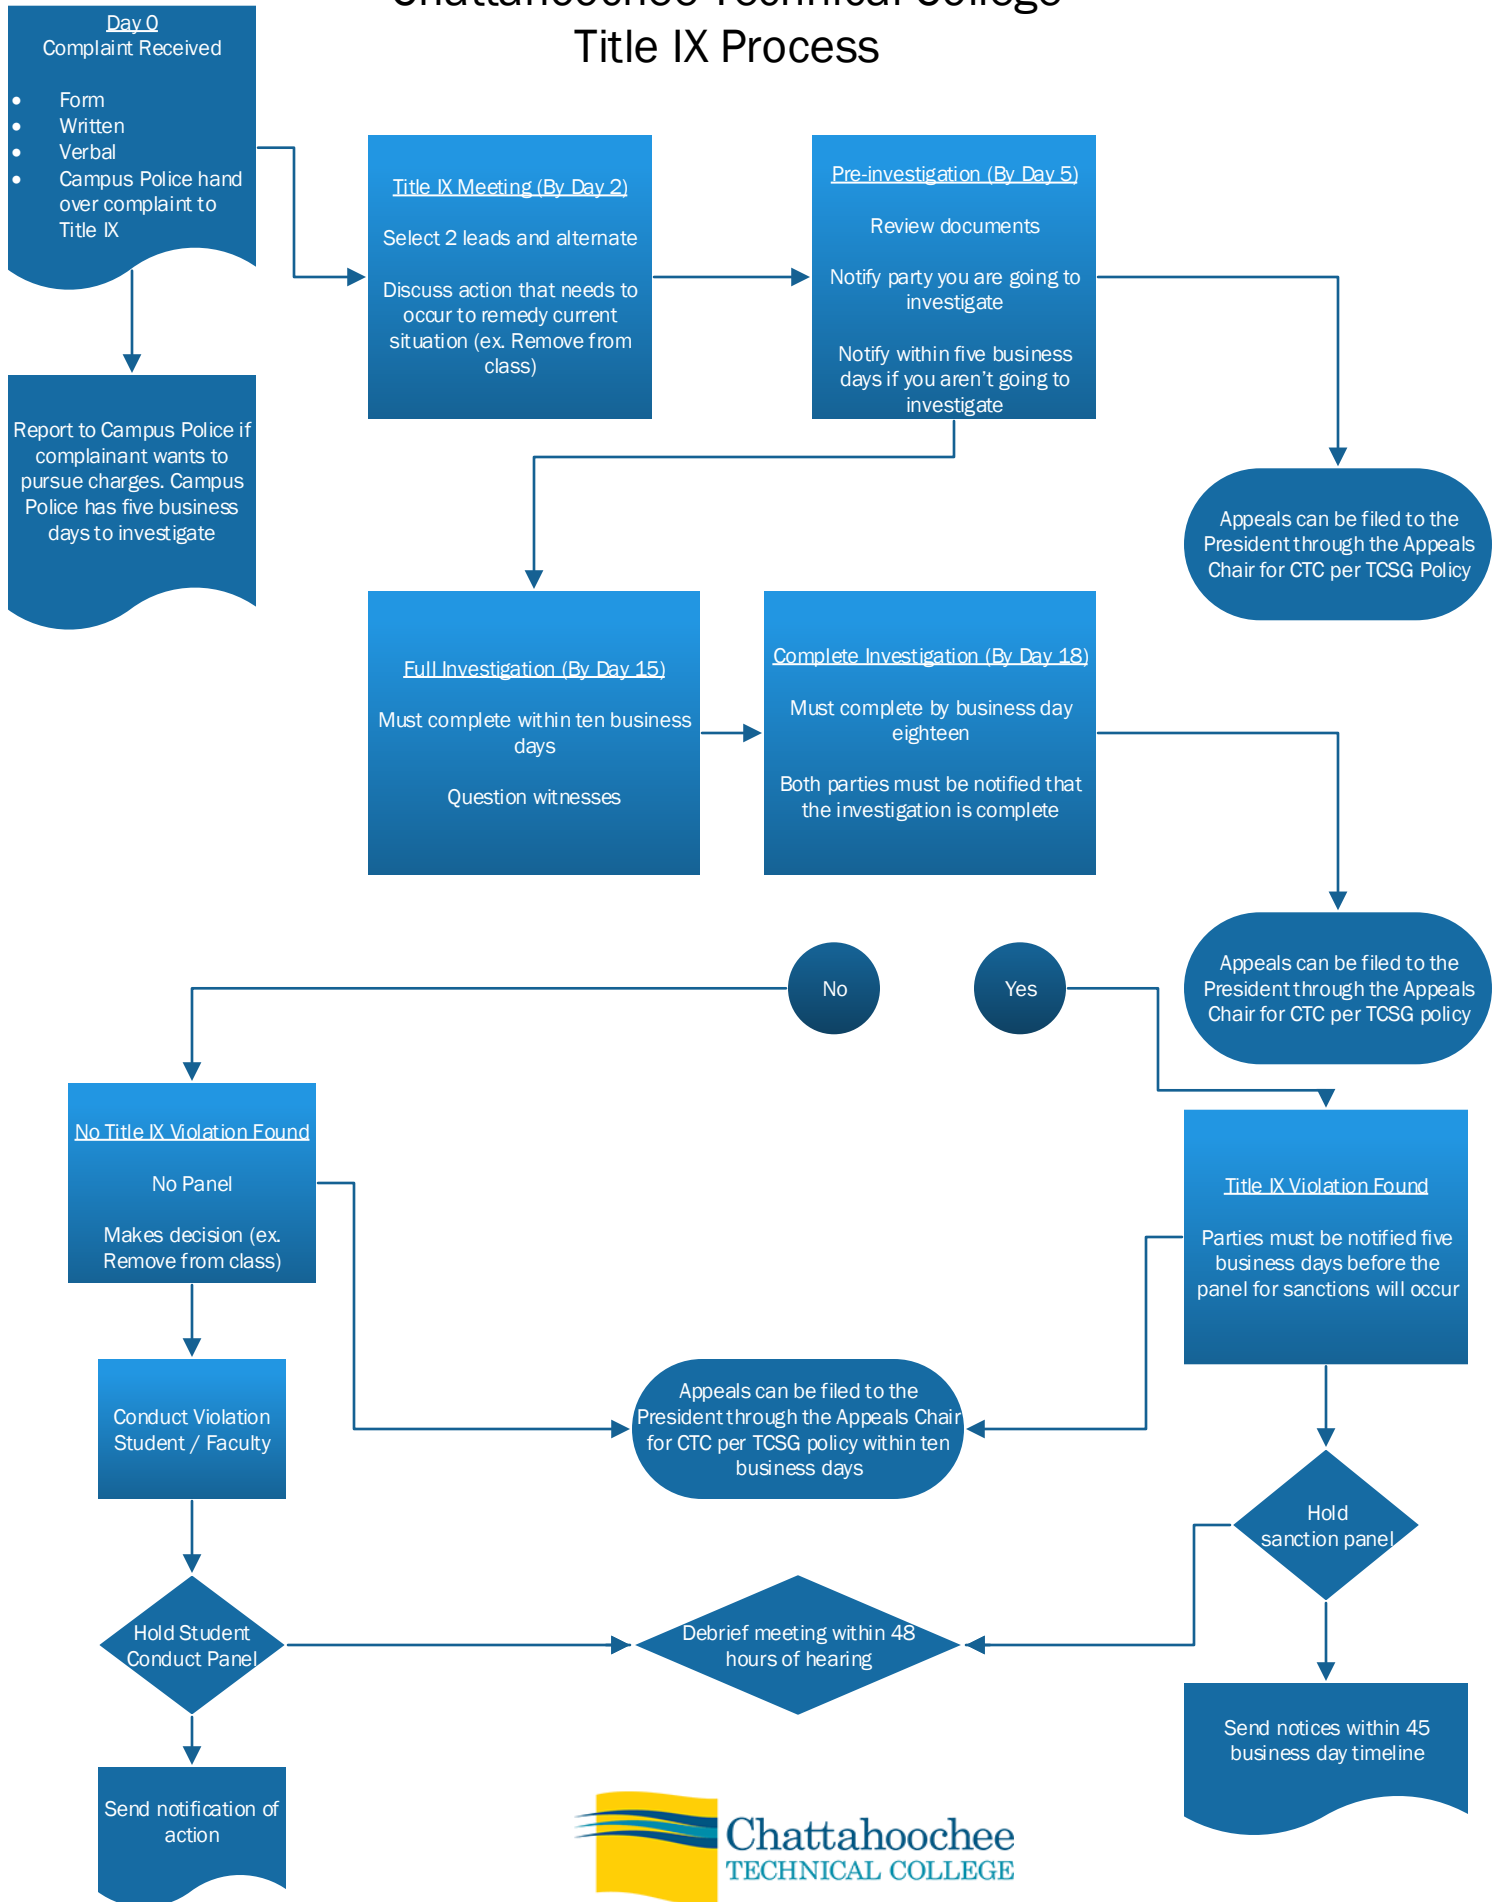 Chattahoochee Technical College
Title IX Process
Day 0
Complaint Received
• Form
• Written
• Verbal
• Campus Police hand
over complaint to
Title IX
Title IX Meeting (By Day 2)
Select 2 leads and alternate
Discuss action that needs to
occur to remedy current
situation (ex. Remove from
class)
Pre-investigation (By Day 5)
Review documents
Notify party you are going to
investigate
Notify within five business
days if you aren't going to
investigate
Report to Campus Police if
complainant wants to
pursue charges. Campus
Police has five business
days to investigate
Appeals can be filed to the
President through the Appeals
Chair for CTC per TCSG Policy
Full Investigation (By Day 15)
Must complete within ten business
days
Question witnesses
Complete Investigation (By Day 18)
Must complete by business day
eighteen
Both parties must be notified that
the investigation is complete
Appeals can be filed to the
President through the Appeals
Chair for CTC per TCSG policy
No
Yes
No Title IX Violation Found
No Panel
Makes decision (ex.
Remove from class)
Title IX Violation Found
Parties must be notified five
business days before the
panel for sanctions will occur
Conduct Violation
Student / Faculty
Appeals can be filed to the
President through the Appeals Chair
for CTC per TCSG policy within ten
business days
Hold
sanction panel
Hold Student
Conduct Panel
Debrief meeting within 48
hours of hearing
Send notices within 45
business day timeline
Send notification of
action
Chattahoochee
TECHNICAL COLLEGE